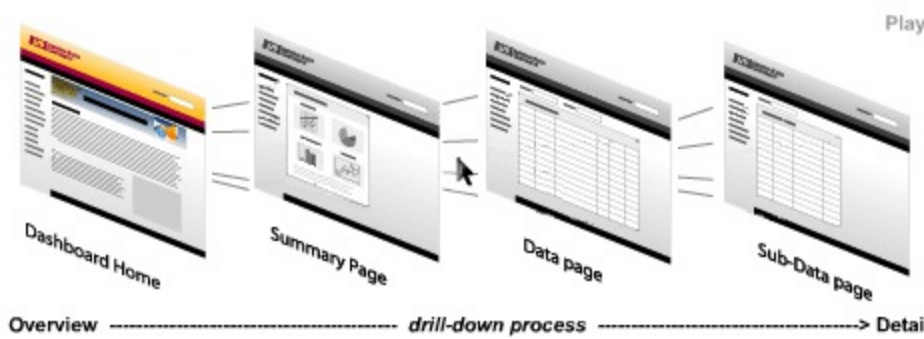 Play
Dashboard Home
Summary Page
Data page
Sub-Data page
Overview ---------------------------------------- drill-down process ------------------------------------> Detai